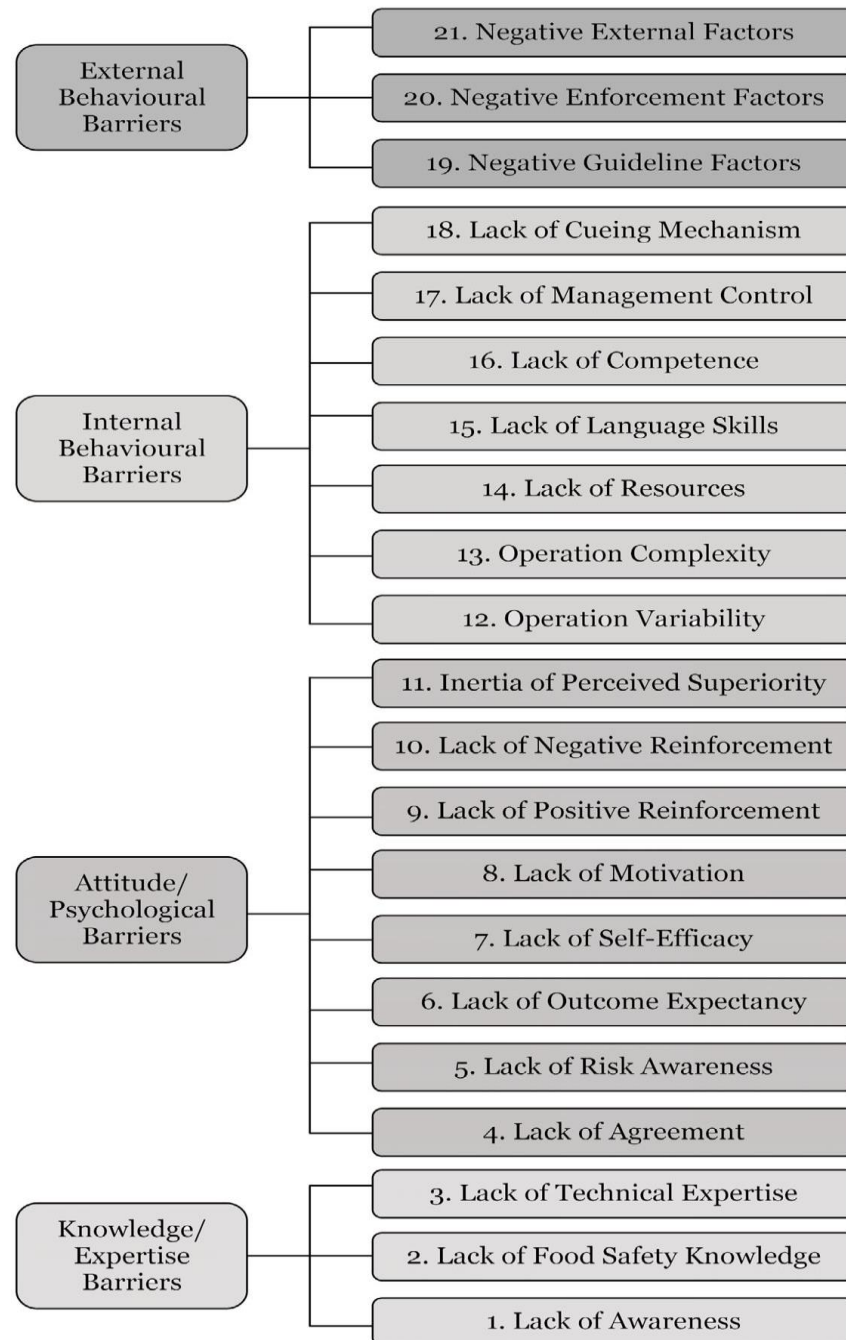 External
Behavioural
Barriers
21. Negative External Factors
20. Negative Enforcement Factors
19. Negative Guideline Factors
Internal
Behavioural
Barriers
18. Lack of Cueing Mechanism
17. Lack of Management Control
16. Lack of Competence
15. Lack of Language Skills
14. Lack of Resources
13. Operation Complexity
12. Operation Variability
Attitude/
Psychological
Barriers
11. Inertia of Perceived Superiority
10. Lack of Negative Reinforcement
9. Lack of Positive Reinforcement
8. Lack of Motivation
7. Lack of Self-Efficacy
6. Lack of Outcome Expectancy
5. Lack of Risk Awareness
4. Lack of Agreement
Knowledge/
Expertise
Barriers
3. Lack of Technical Expertise
2. Lack of Food Safety Knowledge
1. Lack of Awareness